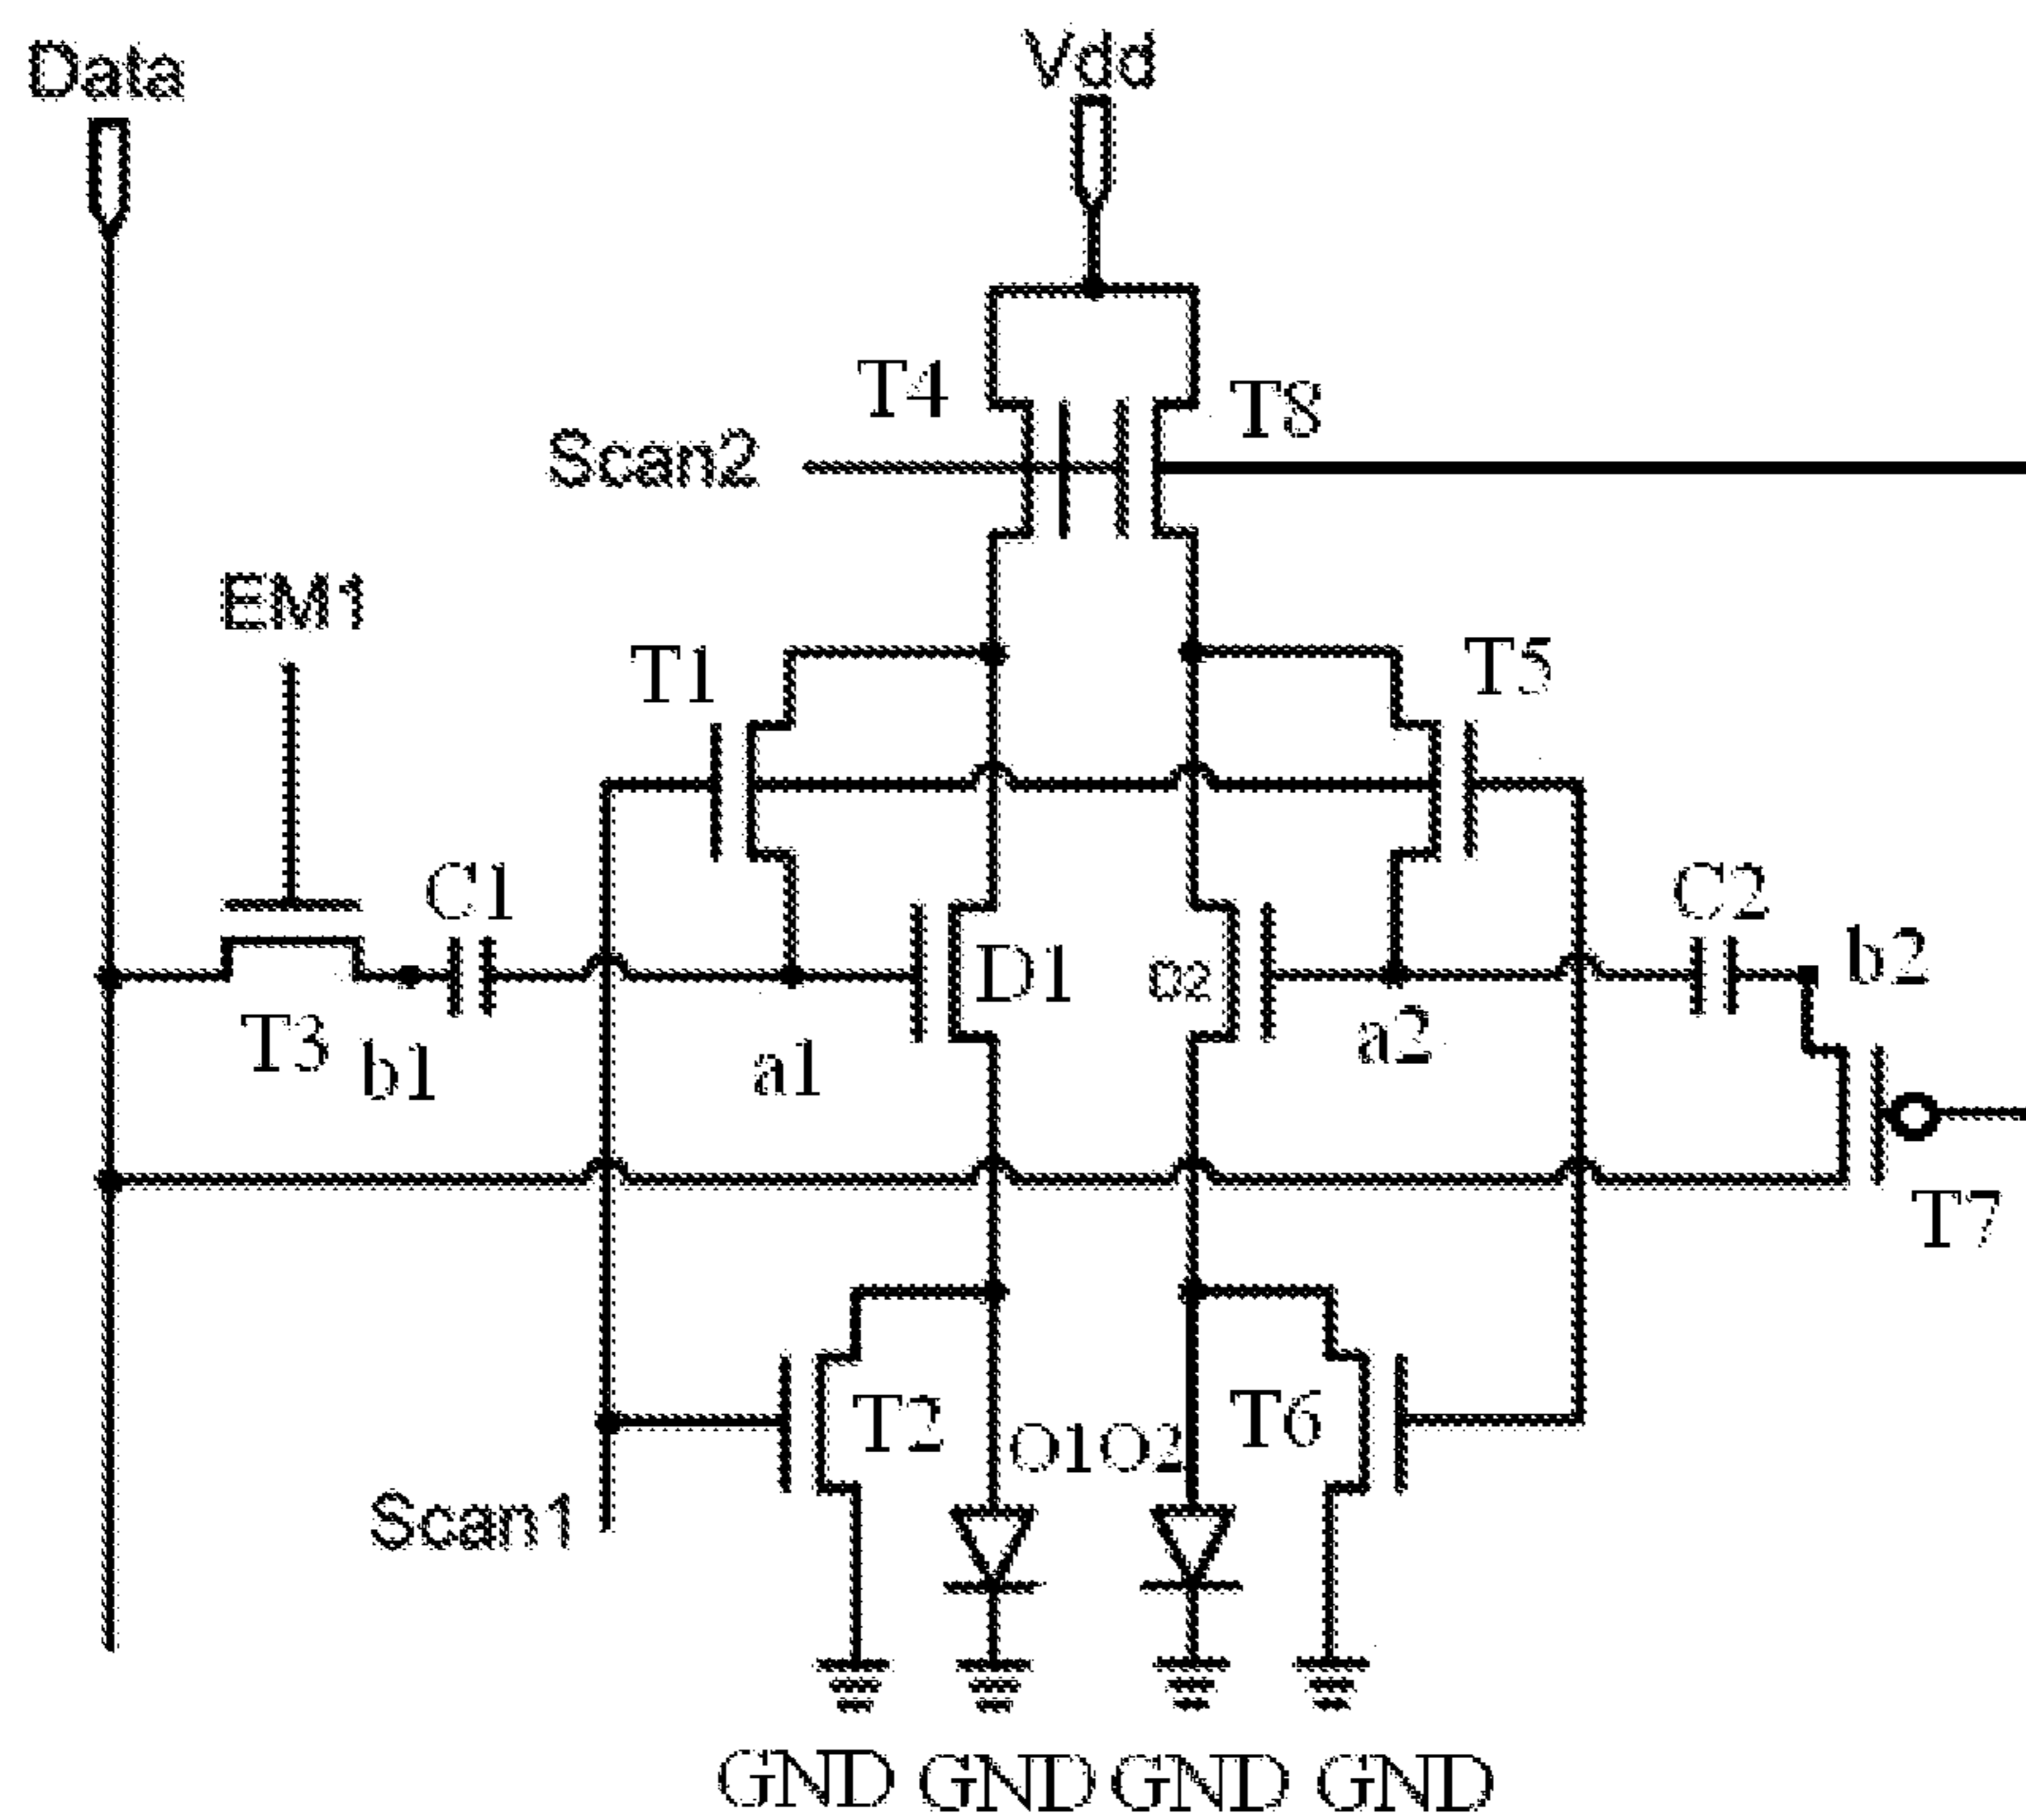 Data
Vdd
T4
T8
Scan2
EM1
T1
T5
C1
C2
D1
D2
b2
T3
b1
a1
a2
T7
T2
O1O2
T6
Scan1
GND GND GND GND